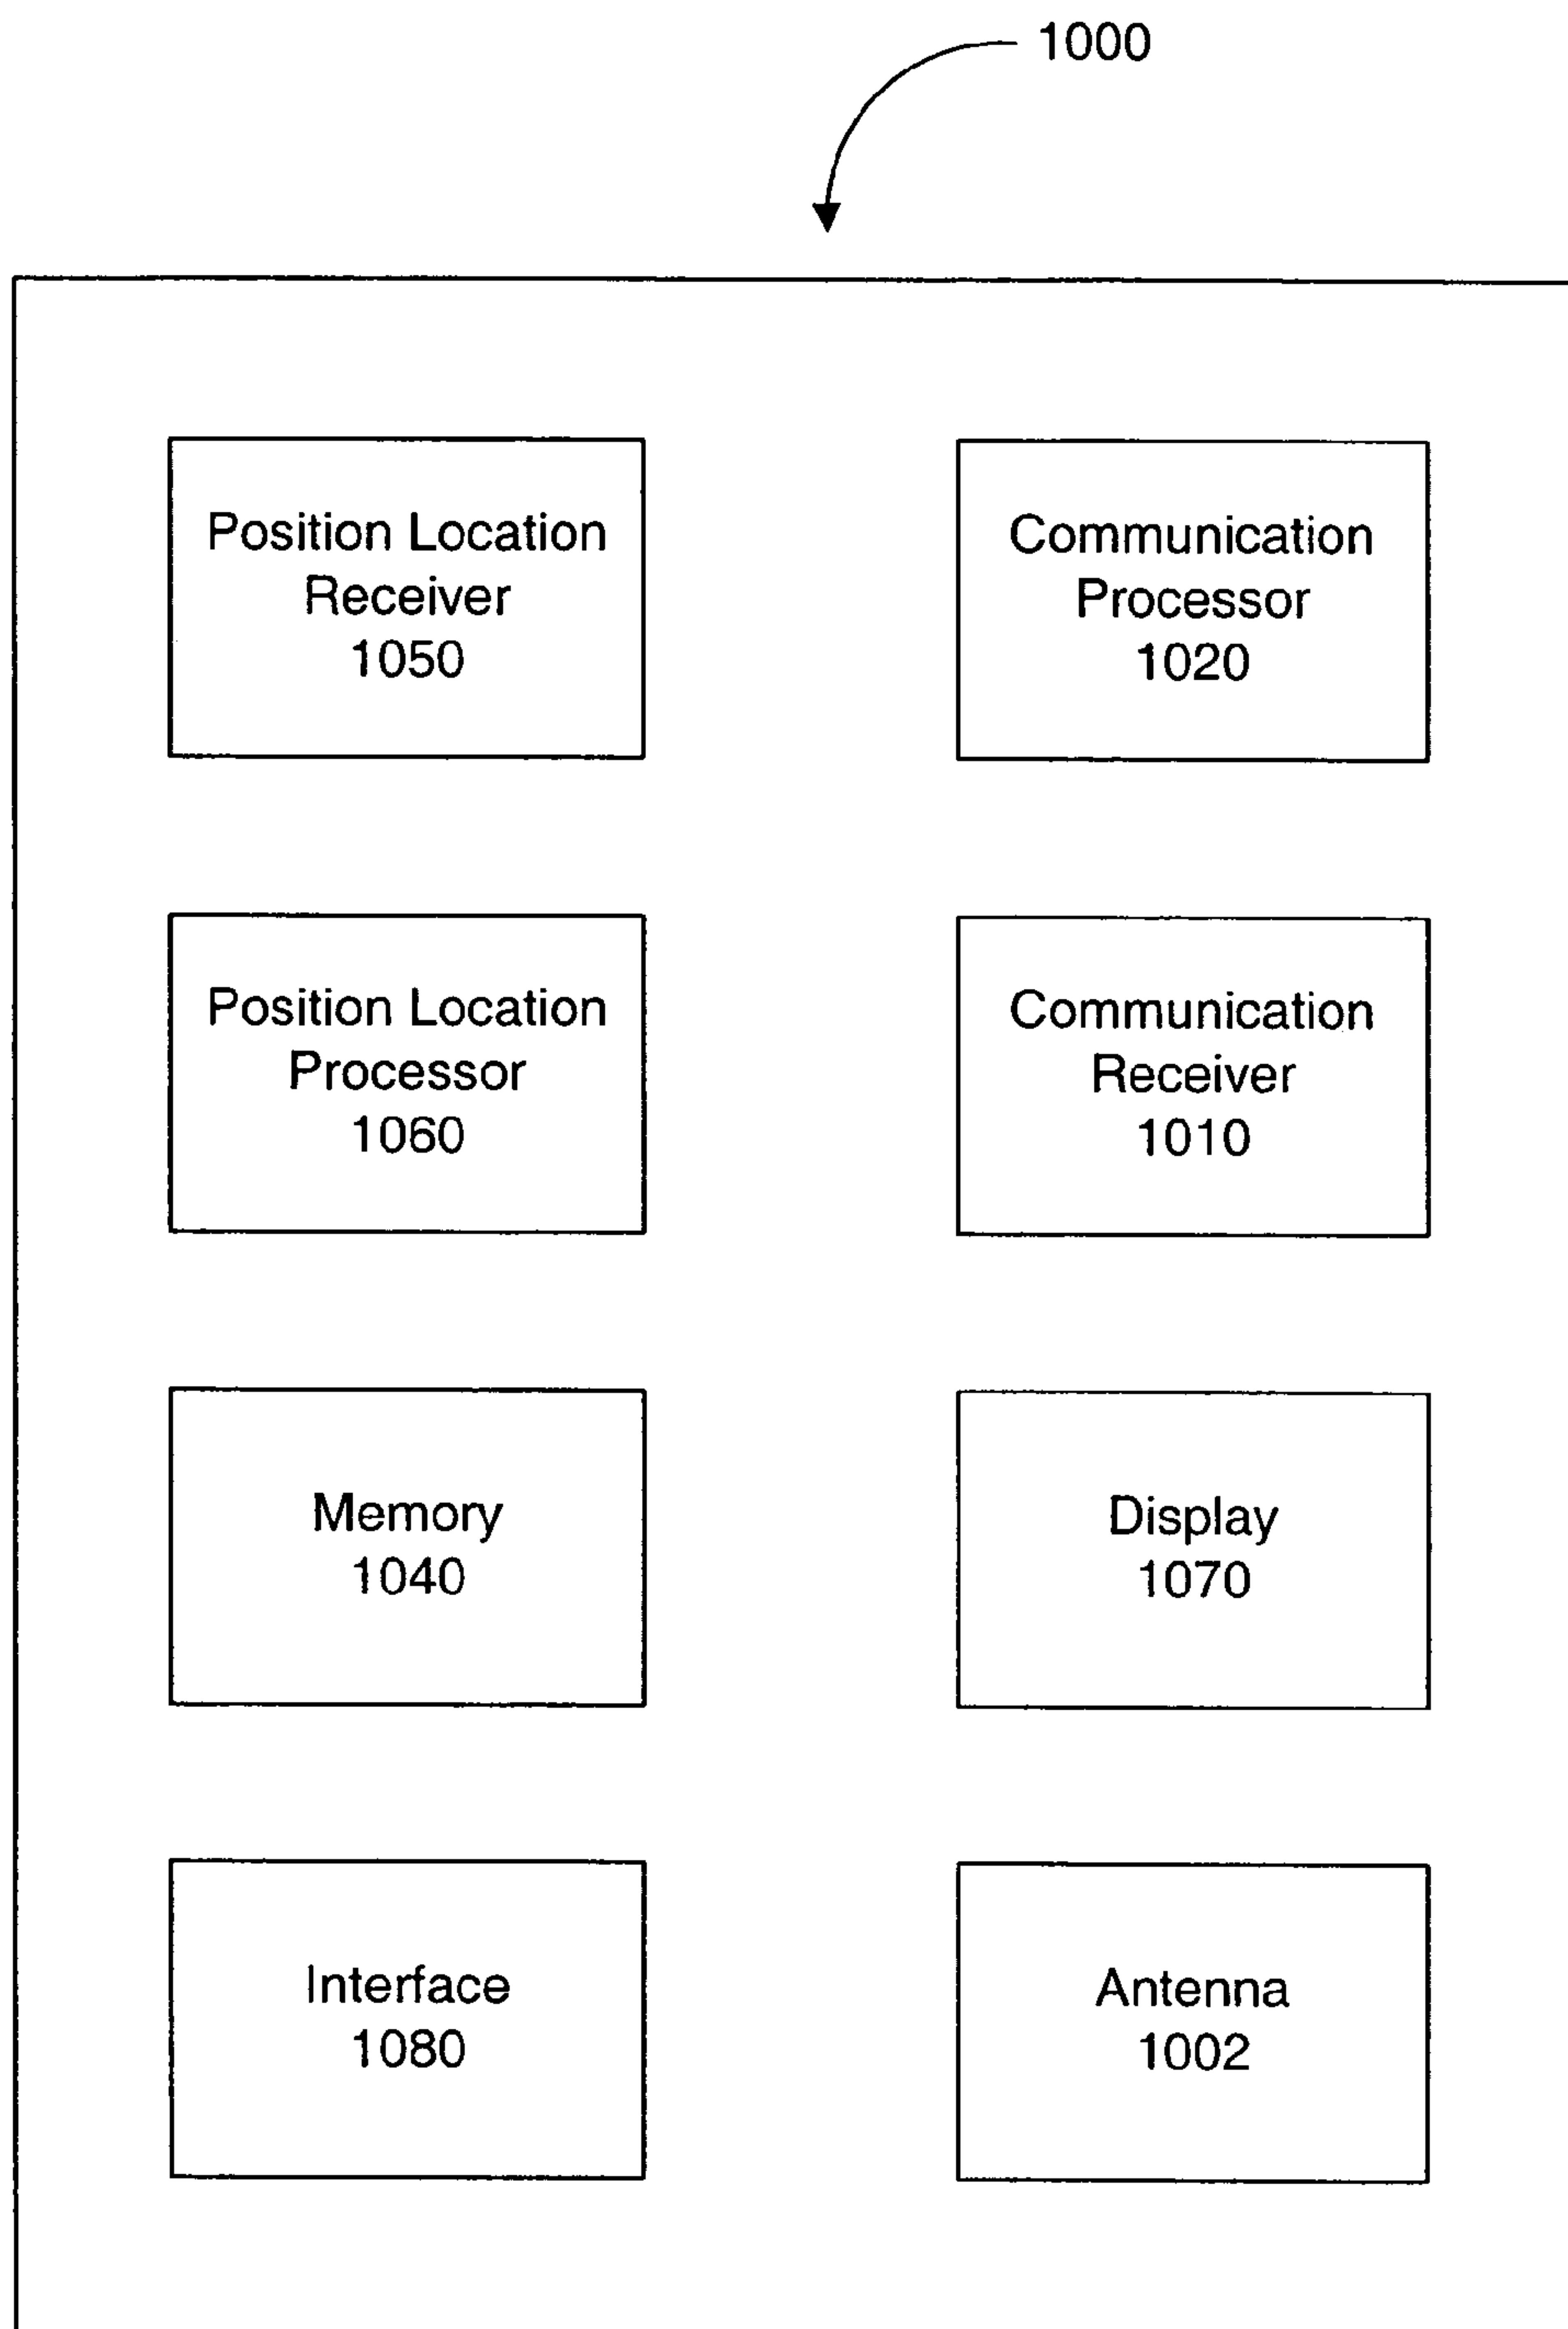 1000
Position Location
Receiver
1050
Communication
Processor
1020
Position Location
Processor
1060
Communication
Receiver
1010
Memory
1040
Display
1070
Interface
1080
Antenna
1002